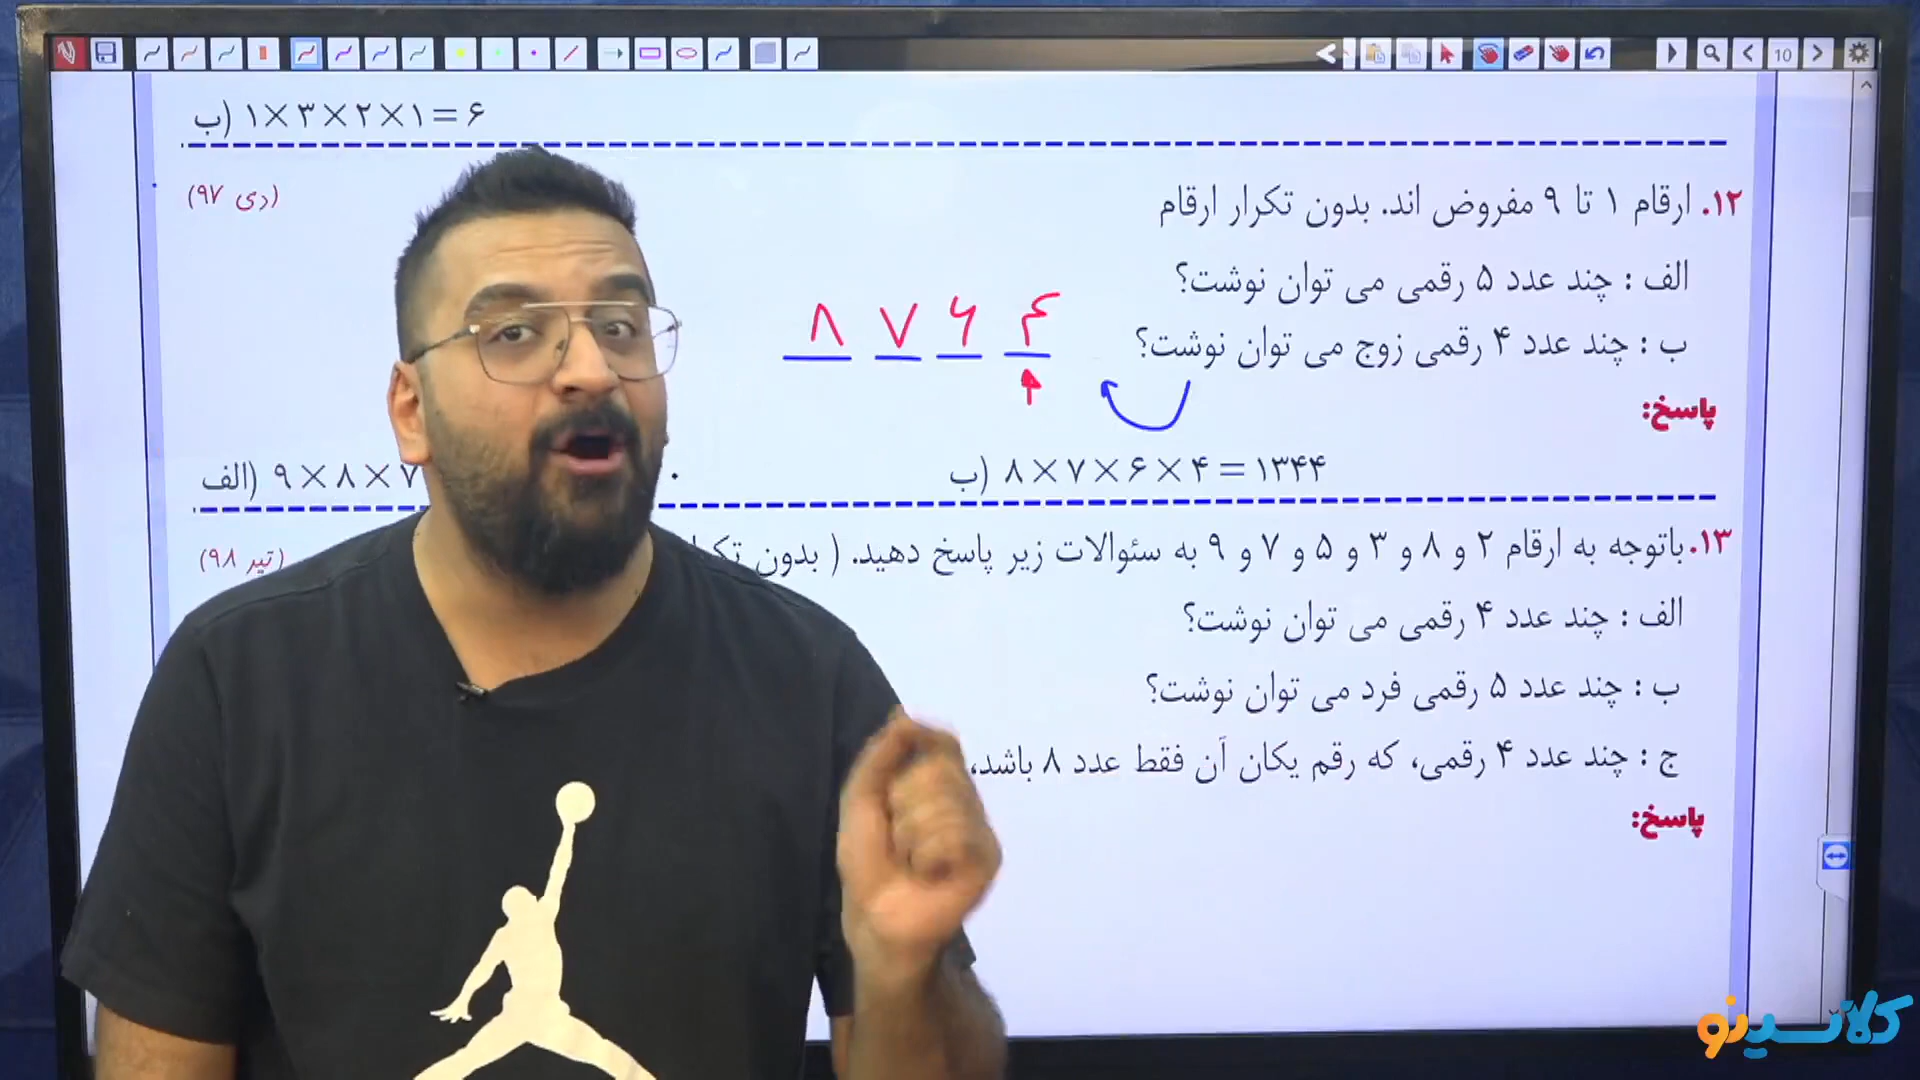 ب) ۱×۳×۲×۱=۶
۱۲. ارقام ۱ تا ۹ مفروض اند. بدون تکرار ارقام (دی ۹۷)
الف : چند عدد ۵ رقمی می توان نوشت؟
ب : چند عدد ۴ رقمی زوج می توان نوشت؟
۸ ۷ ۶ ۴
پاسخ:
الف) ۹×۸×۷
ب) ۸×۷×۶×۴=۱۳۴۴
۱۳. باتوجه به ارقام ۲ و ۸ و ۳ و ۵ و ۷ و ۹ به سئوالات زیر پاسخ دهید. ( بدون (تیر ۹۸)
الف : چند عدد ۴ رقمی می توان نوشت؟
ب : چند عدد ۵ رقمی فرد می توان نوشت؟
ج : چند عدد ۴ رقمی، که رقم یکان آن فقط عدد ۸ باشد،
پاسخ:
10
کلاسینو